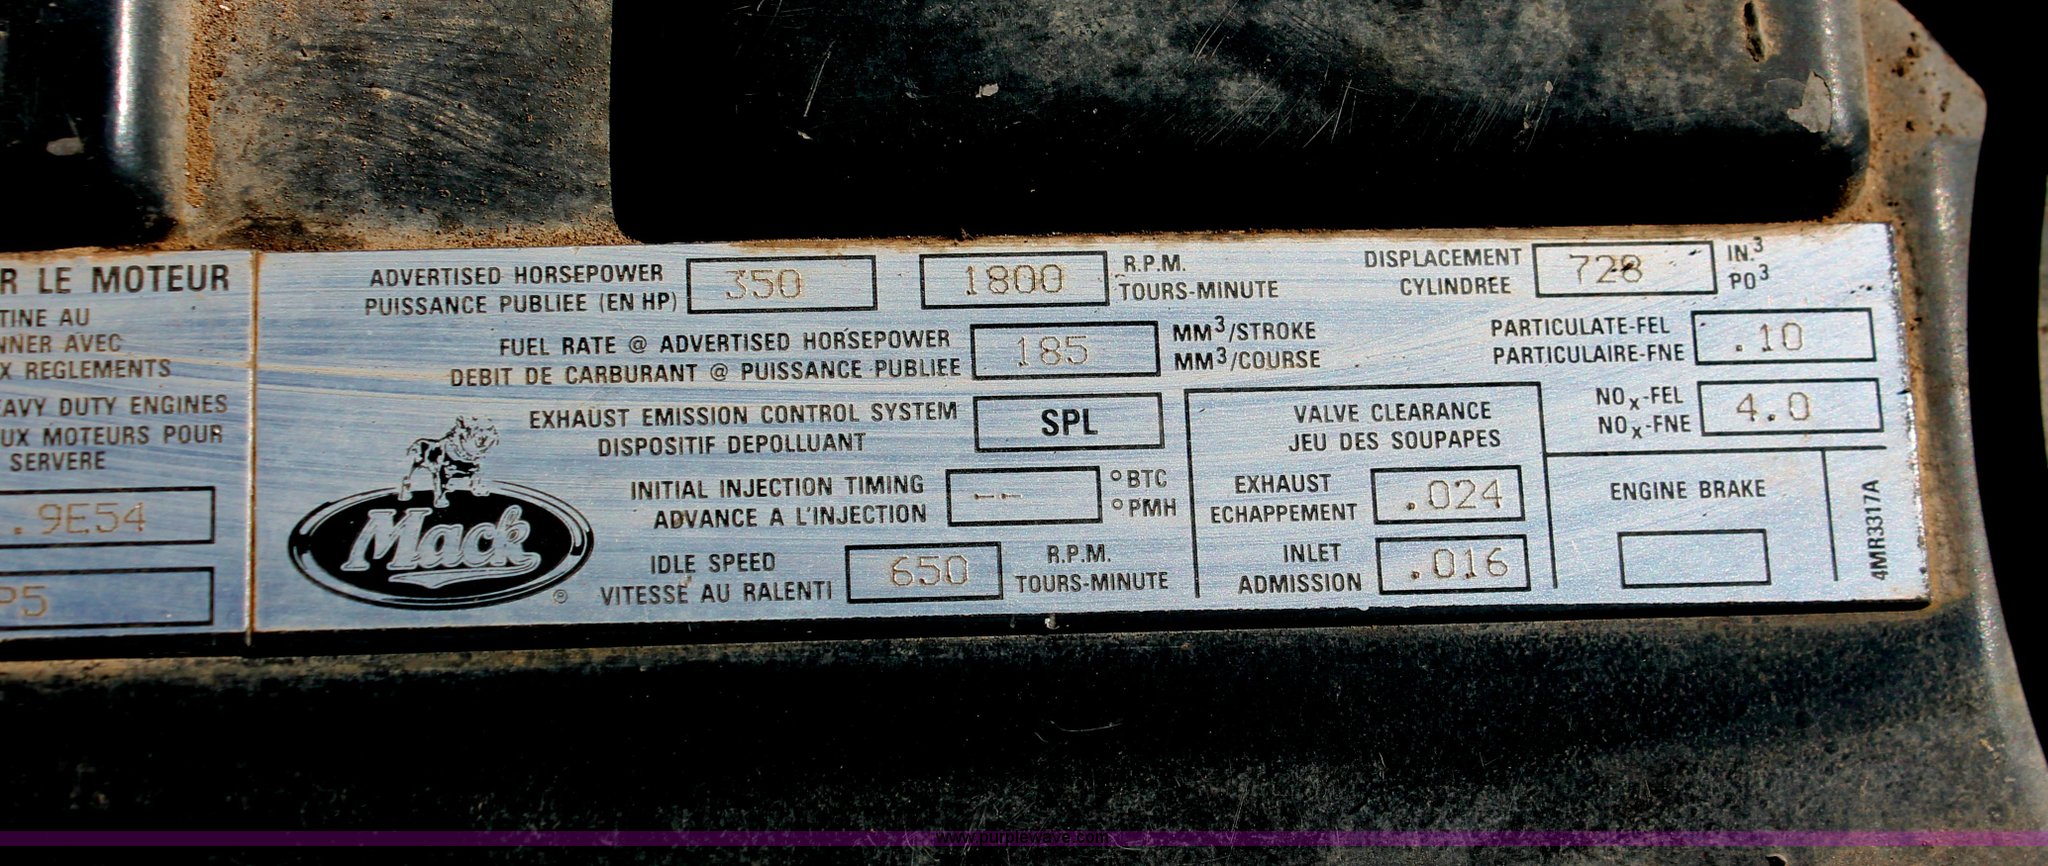 R LE MOTEUR
TINE AU
NNER AVEC
X REGLEMENTS
EAVY DUTY ENGINES
UX MOTEURS POUR
SERVERE
.9E54
P5
ADVERTISED HORSEPOWER
PUISSANCE PUBLIEE (EN HP)
350
1800
R.P.M.
TOURS-MINUTE
DISPLACEMENT
CYLINDREE
728
IN.³
PO³
FUEL RATE @ ADVERTISED HORSEPOWER
DEBIT DE CARBURANT @ PUISSANCE PUBLIEE
185
MM³/STROKE
MM³/COURSE
PARTICULATE-FEL
PARTICULAIRE-FNE
.10
EXHAUST EMISSION CONTROL SYSTEM
DISPOSITIF DEPOLLUANT
SPL
NOx-FEL
NOx-FNE
4.0
Mack
®
INITIAL INJECTION TIMING
ADVANCE A L'INJECTION
--
°BTC
°PMH
IDLE SPEED
VITESSE AU RALENTI
650
R.P.M.
TOURS-MINUTE
VALVE CLEARANCE
JEU DES SOUPAPES
EXHAUST
ECHAPPEMENT
.024
INLET
ADMISSION
.016
ENGINE BRAKE
4MR3317A
www.purplewave.com